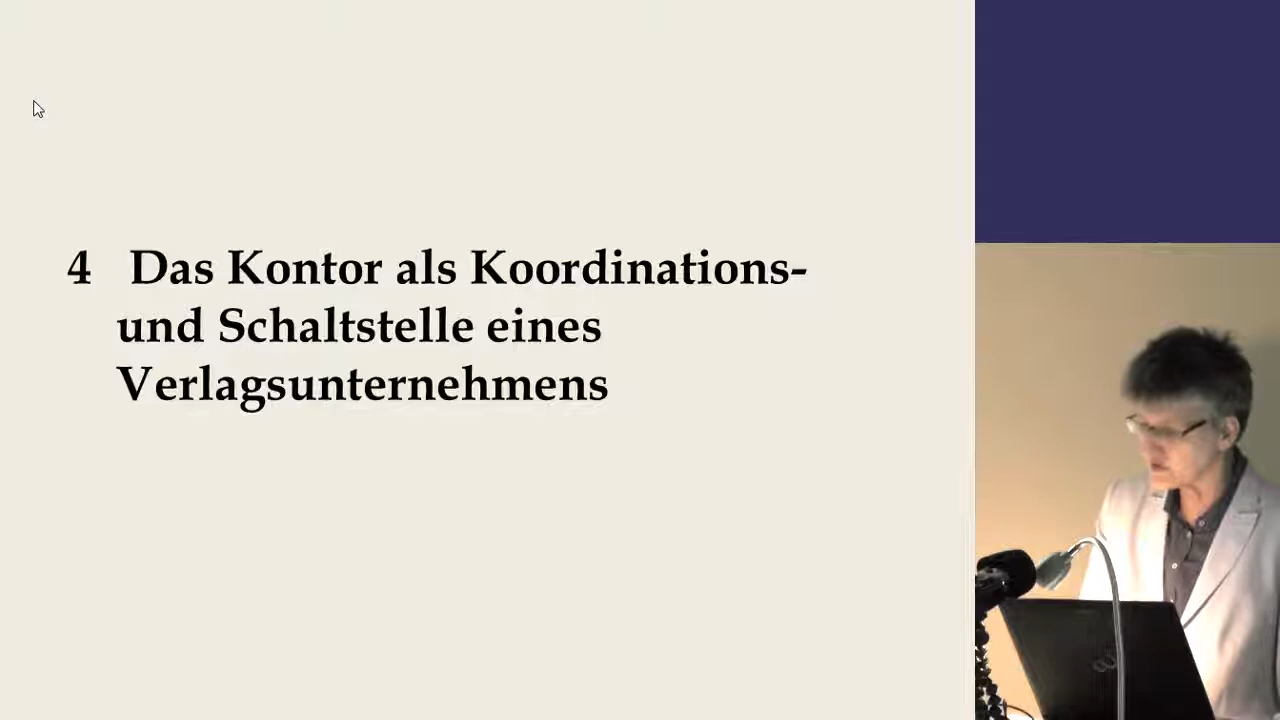 4 Das Kontor als Koordinations-
und Schaltstelle eines
Verlagsunternehmens